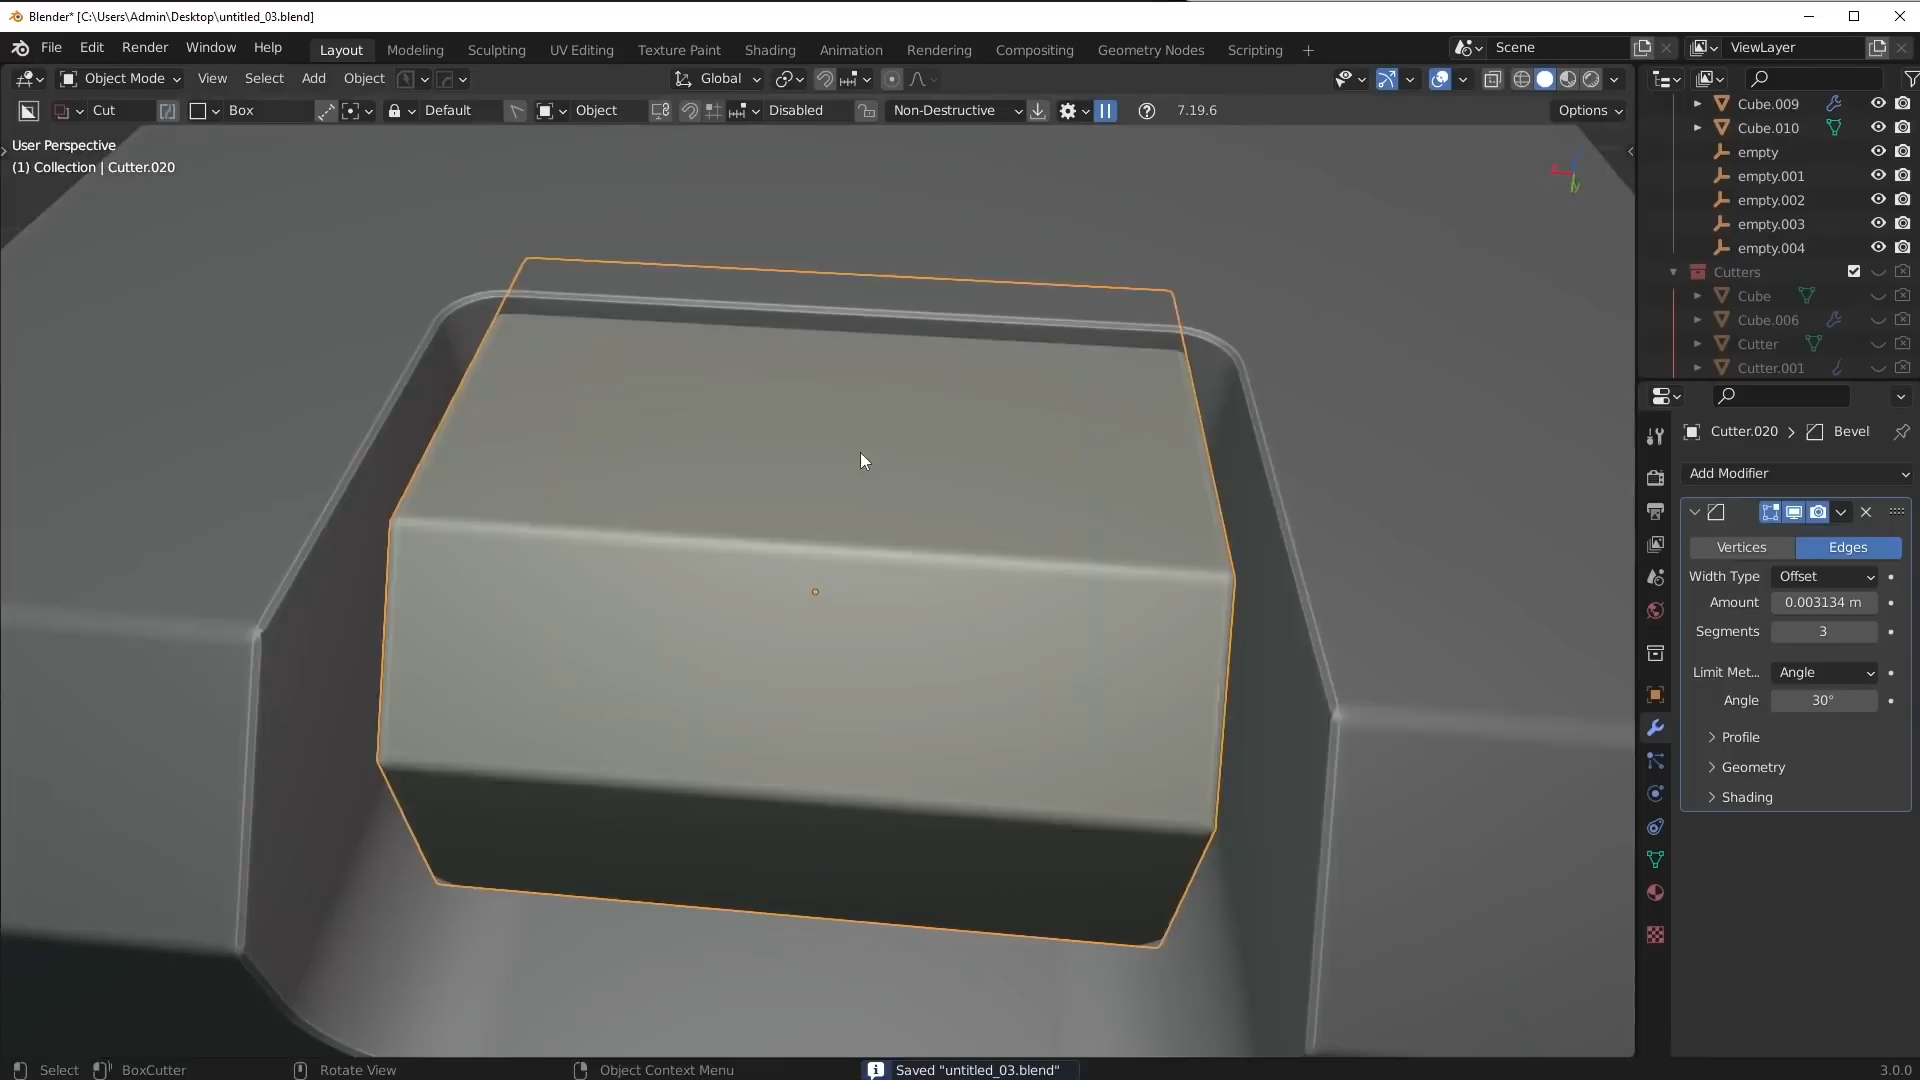 Blender* [C:\Users\Admin\Desktop\untitled_03.blend]
File Edit Render Window Help Layout Modeling Sculpting UV Editing Texture Paint Shading Animation Rendering Compositing Geometry Nodes Scripting + Scene ViewLayer
Object Mode View Select Add Object Global
Cut Box Default Object Disabled Non-Destructive 7.19.6 Options
User Perspective
(1) Collection | Cutter.020
Cube.009
Cube.010
empty
empty.001
empty.002
empty.003
empty.004
Cutters
Cube
Cube.006
Cutter
Cutter.001
Cutter.020 > Bevel
Add Modifier
Vertices Edges
Width Type Offset
Amount 0.003134 m
Segments 3
Limit Met... Angle
Angle 30°
Profile
Geometry
Shading
Select BoxCutter Rotate View Object Context Menu Saved "untitled_03.blend" 3.0.0